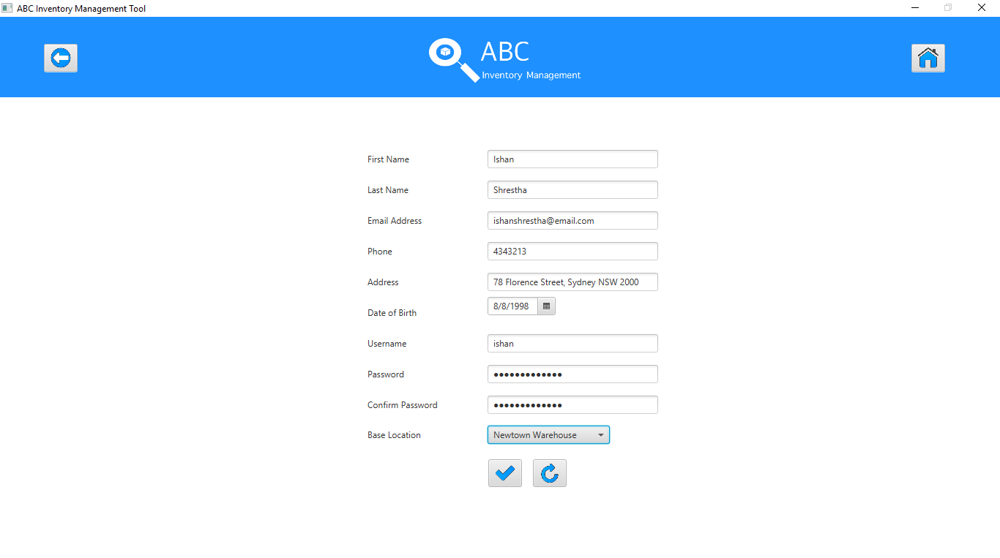 ABC Inventory Management Tool
ABC
Inventory Management
First Name Ishan
Last Name Shrestha
Email Address ishanshrestha@email.com
Phone 4343213
Address 78 Florence Street, Sydney NSW 2000
Date of Birth 8/8/1998
Username ishan
Password •••••••••••••
Confirm Password •••••••••••••
Base Location Newtown Warehouse